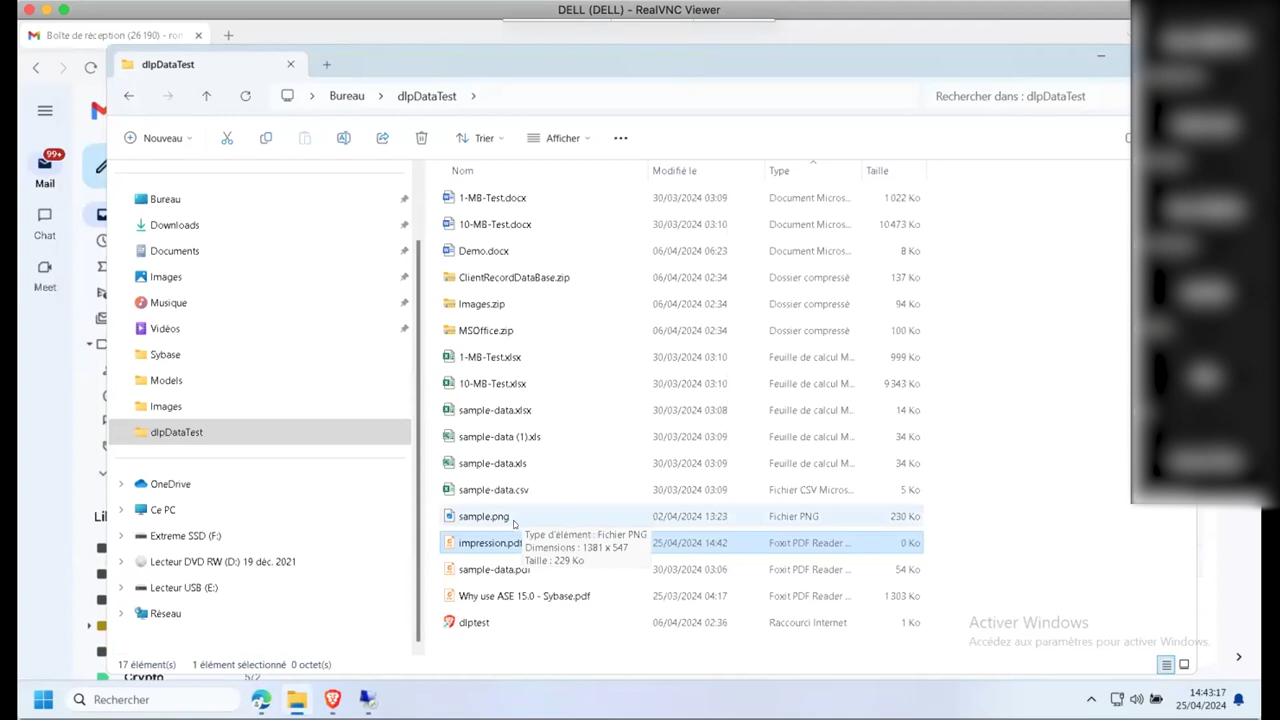 DELL (DELL) - RealVNC Viewer
Boîte de réception (26 190) - ron
dlpDataTest
Bureau
dlpDataTest
Rechercher dans : dlpDataTest
Nouveau
Trier
Afficher
99+
Mail
Chat
Meet
Bureau
Downloads
Documents
Images
Musique
Vidéos
Sybase
Models
Images
dlpDataTest
OneDrive
Ce PC
Extreme SSD (F:)
Lecteur DVD RW (D:) 19 déc. 2021
Lecteur USB (E:)
Réseau
Nom Modifié le Type Taille
1-MB-Test.docx 30/03/2024 03:09 Document Micros... 1 022 Ko
10-MB-Test.docx 30/03/2024 03:10 Document Micros... 10 473 Ko
Demo.docx 06/04/2024 06:23 Document Micros... 8 Ko
ClientRecordDataBase.zip 06/04/2024 02:34 Dossier compressé 137 Ko
Images.zip 06/04/2024 02:34 Dossier compressé 94 Ko
MSOffice.zip 06/04/2024 02:34 Dossier compressé 100 Ko
1-MB-Test.xlsx 30/03/2024 03:10 Feuille de calcul M... 999 Ko
10-MB-Test.xlsx 30/03/2024 03:10 Feuille de calcul M... 9 343 Ko
sample-data.xlsx 30/03/2024 03:08 Feuille de calcul M... 14 Ko
sample-data (1).xls 30/03/2024 03:09 Feuille de calcul M... 34 Ko
sample-data.xls 30/03/2024 03:09 Feuille de calcul M... 34 Ko
sample-data.csv 30/03/2024 03:09 Fichier CSV Micros... 5 Ko
sample.png 02/04/2024 13:23 Fichier PNG 230 Ko
impression.pdf 25/04/2024 14:42 Foxit PDF Reader ... 0 Ko
sample-data.pdf 30/03/2024 03:06 Foxit PDF Reader ... 54 Ko
Why use ASE 15.0 - Sybase.pdf 25/03/2024 04:17 Foxit PDF Reader ... 1 303 Ko
dlptest 06/04/2024 02:36 Raccourci Internet 1 Ko
Type d'élément : Fichier PNG
Dimensions : 1381 x 547
Taille : 229 Ko
Activer Windows
Accédez aux paramètres pour activer Windows.
17 élément(s) 1 élément sélectionné 0 octet(s)
Crypto 5/2
Rechercher
14:43:17
25/04/2024